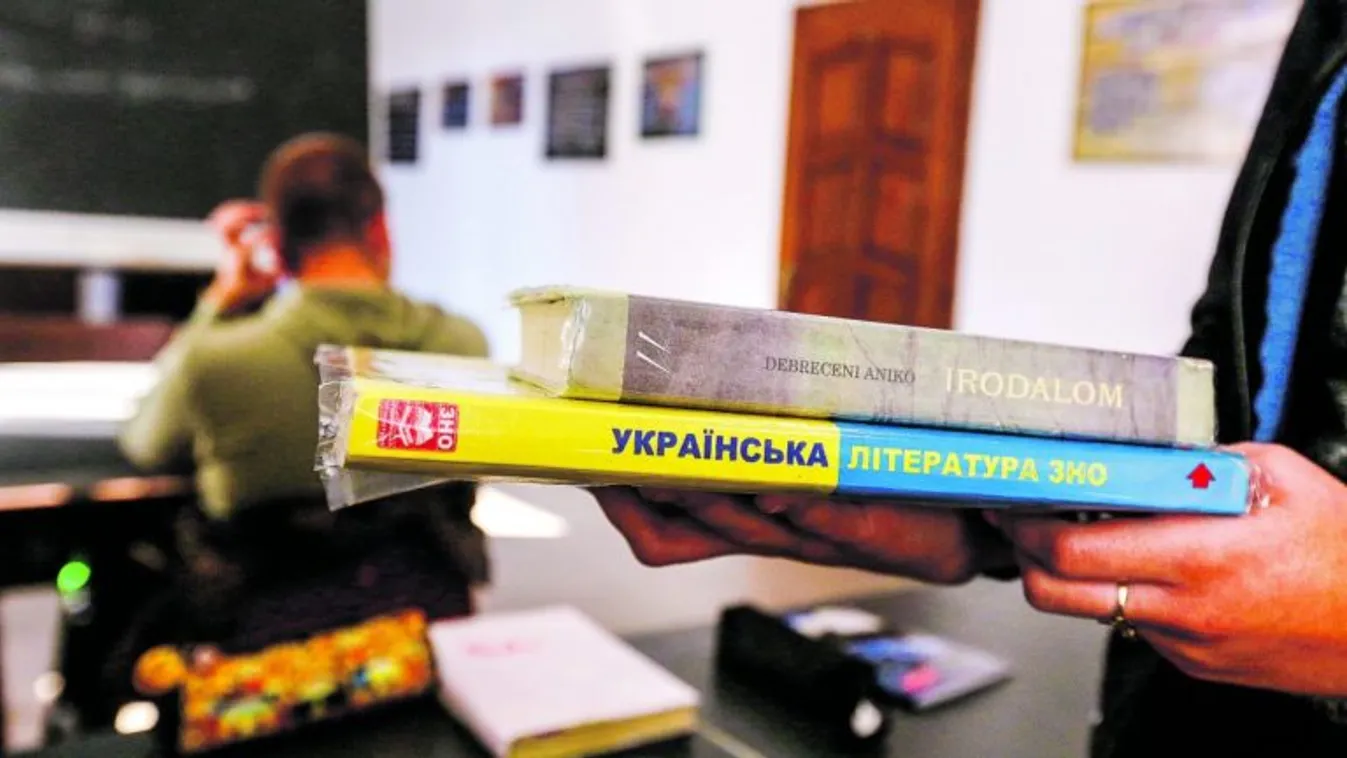 DEBRECENI ANIKÓ IRODALOM
ЗНО УКРАЇНСЬКА ЛІТЕРАТУРА ЗНО